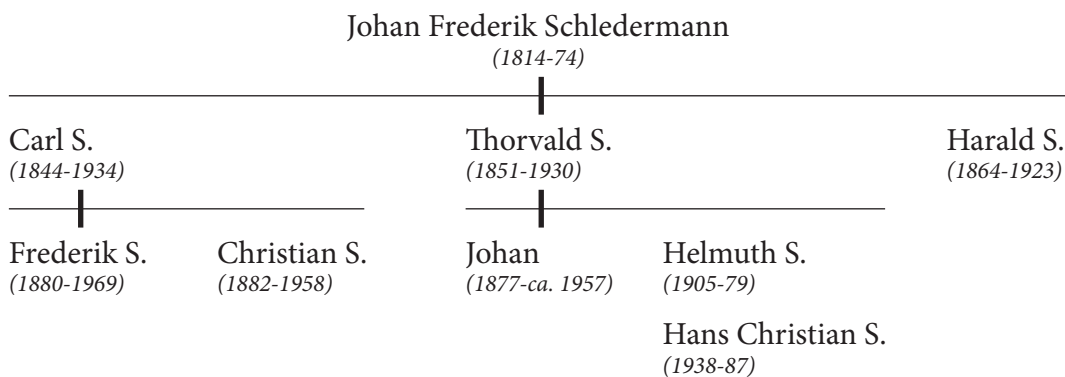 Johan Frederik Schledermann
(1814-74)
Carl S.
(1844-1934)
Thorvald S.
(1851-1930)
Harald S.
(1864-1923)
Frederik S.
(1880-1969)
Christian S.
(1882-1958)
Johan
(1877-ca. 1957)
Helmuth S.
(1905-79)
Hans Christian S.
(1938-87)